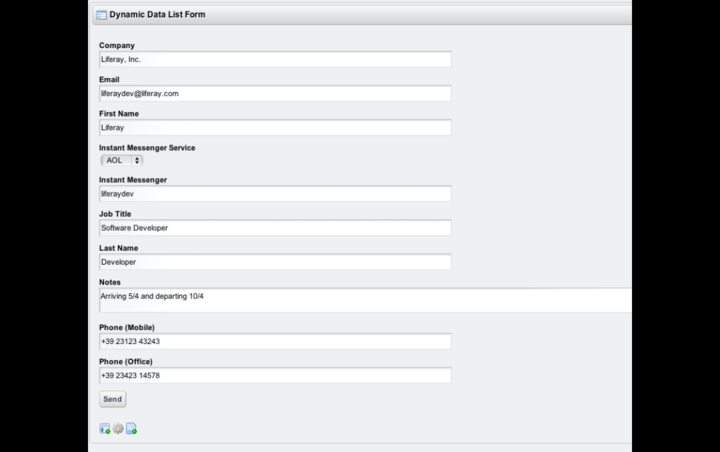 Dynamic Data List Form
Company
Liferay, Inc.
Email
liferaydev@liferay.com
First Name
Liferay
Instant Messenger Service
AOL
Instant Messenger
liferaydev
Job Title
Software Developer
Last Name
Developer
Notes
Arriving 5/4 and departing 10/4
Phone (Mobile)
+39 23123 43243
Phone (Office)
+39 23423 14578
Send